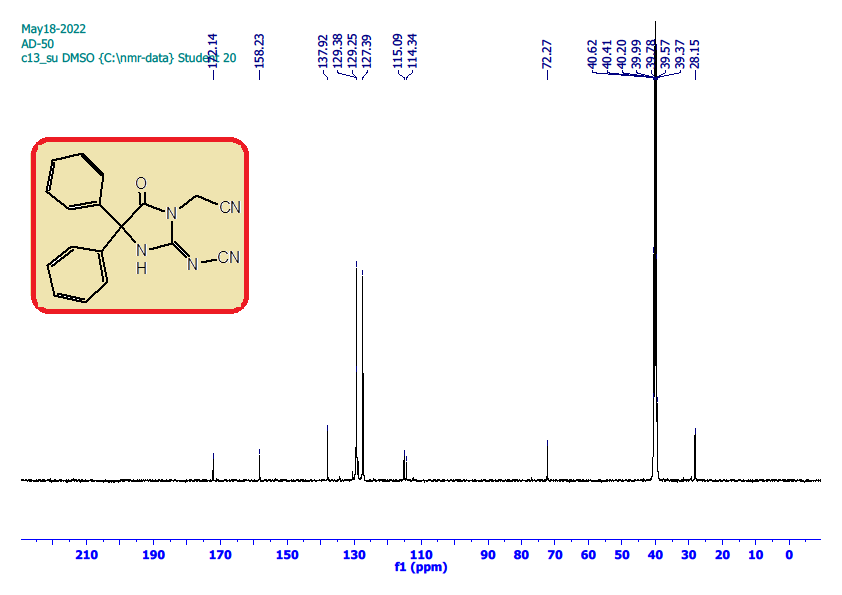 May18-2022
AD-50
c13_su DMSO {C:\nmr-data} Student 20
172.14
158.23
137.92
129.38
129.25
127.39
115.09
114.34
72.27
40.62
40.41
40.20
39.99
39.78
39.57
39.37
28.15
O
N
CN
N
H
N
CN
210 190 170 150 130 110 90 80 70 60 50 40 30 20 10 0
f1 (ppm)